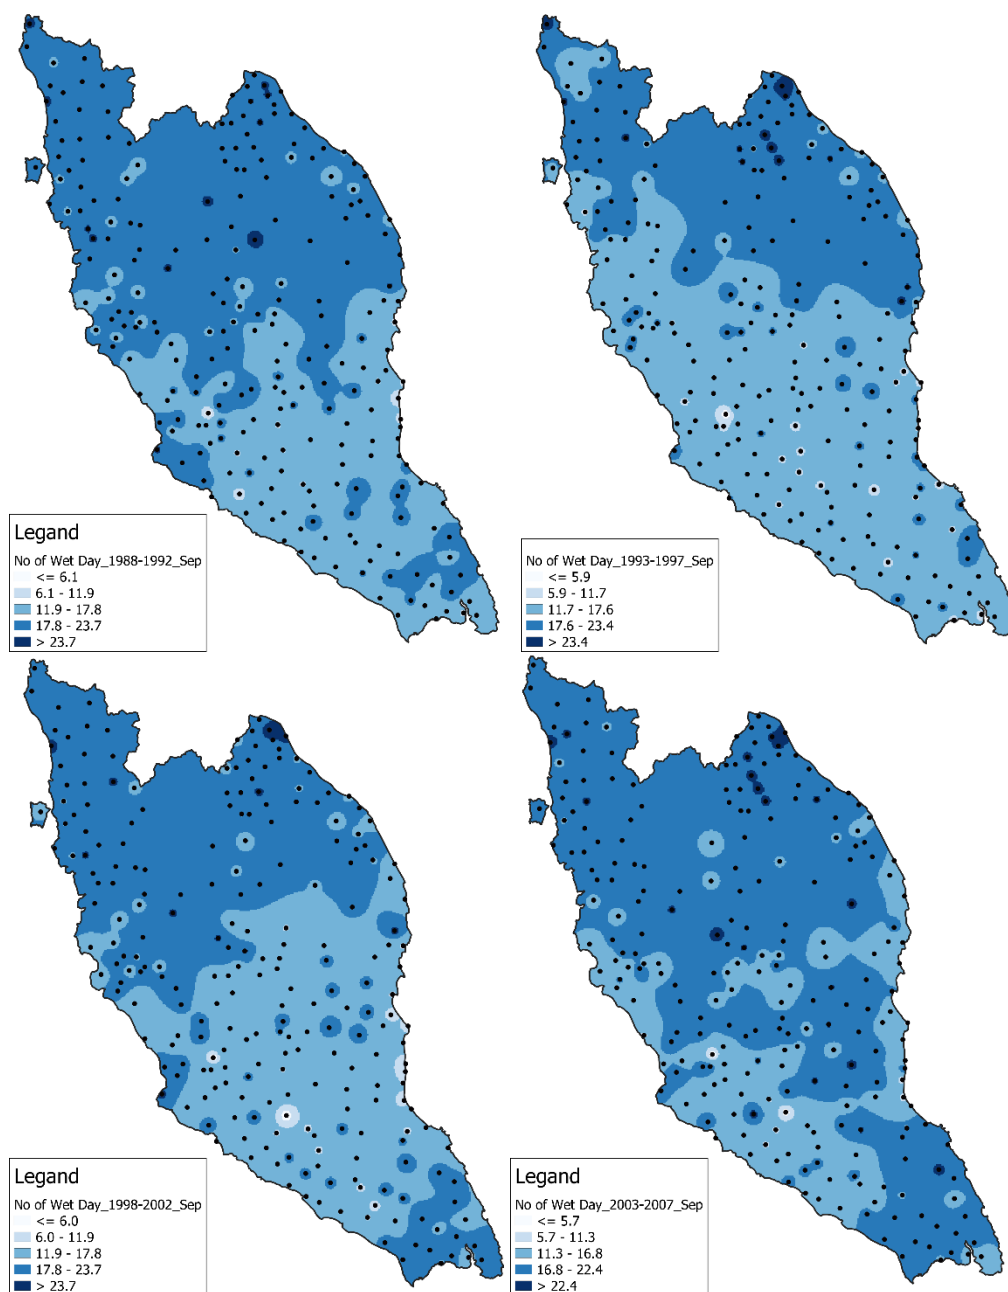 Legand
No of Wet Day_1988-1992_Sep
<= 6.1
6.1 - 11.9
11.9 - 17.8
17.8 - 23.7
> 23.7
No of Wet Day_1993-1997_Sep
<= 5.9
5.9 - 11.7
11.7 - 17.6
17.6 - 23.4
> 23.4
Legand
No of Wet Day_1998-2002_Sep
<= 6.0
6.0 - 11.9
11.9 - 17.8
17.8 - 23.7
> 23.7
Legand
No of Wet Day_2003-2007_Sep
<= 5.7
5.7 - 11.3
11.3 - 16.8
16.8 - 22.4
> 22.4